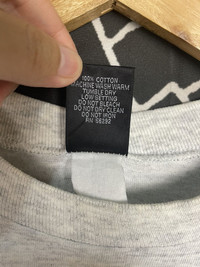 100% COTTON
MACHINE WASH WARM
TUMBLE DRY
LOW SETTING
DO NOT BLEACH
DO NOT DRY CLEAN
DO NOT IRON
RN 58292